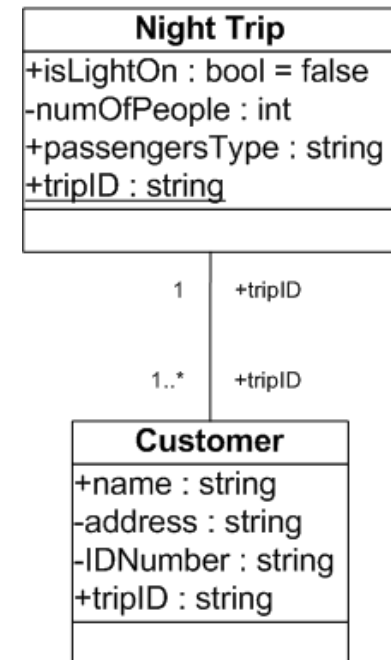 Night Trip
+isLightOn : bool = false
-numOfPeople : int
+passengersType : string
+tripID : string
1 +tripID
1..* +tripID
Customer
+name : string
-address : string
-IDNumber : string
+tripID : string